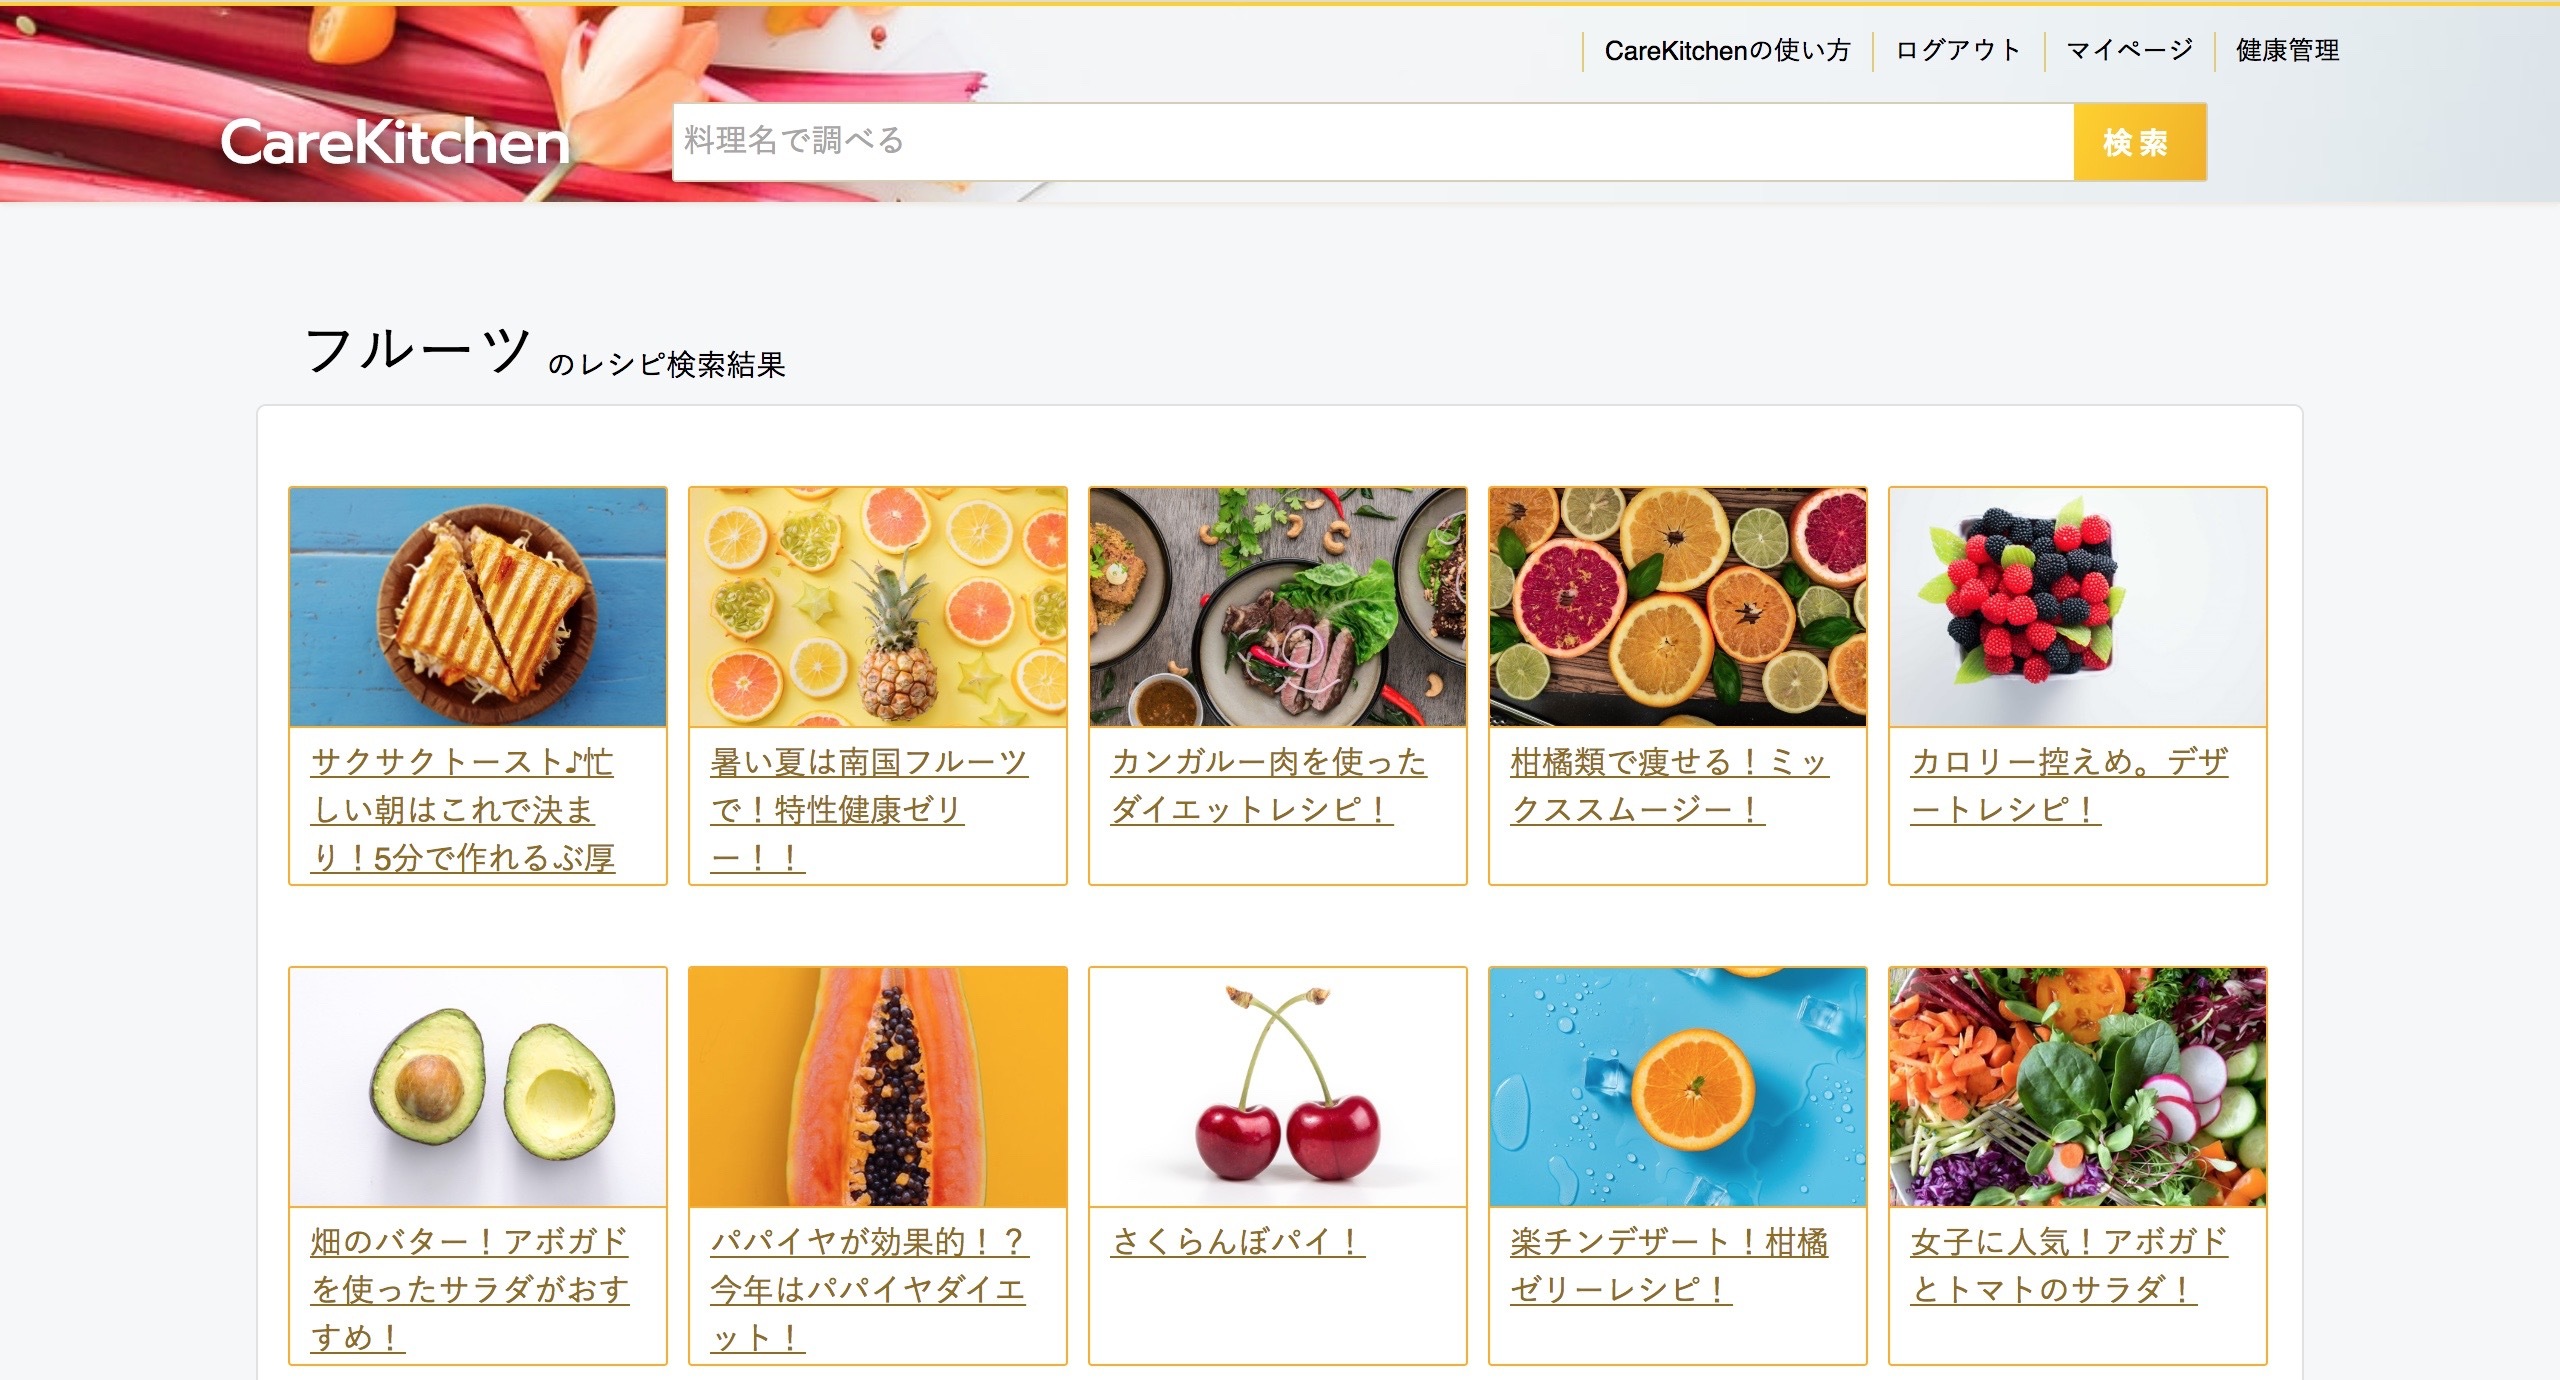 CareKitchenの使い方
ログアウト
マイページ
健康管理
CareKitchen
料理名で調べる
検索
フルーツ のレシピ検索結果
サクサクトースト♪忙
しい朝はこれで決ま
り！5分で作れるぶ厚
暑い夏は南国フルーツ
で！特性健康ゼリ
ー！！
カンガルー肉を使った
ダイエットレシピ！
柑橘類で痩せる！ミッ
クススムージー！
カロリー控えめ。デザ
ートレシピ！
畑のバター！アボガド
を使ったサラダがおす
すめ！
パパイヤが効果的！？
今年はパパイヤダイエ
ット！
さくらんぼパイ！
楽チンデザート！柑橘
ゼリーレシピ！
女子に人気！アボガド
とトマトのサラダ！